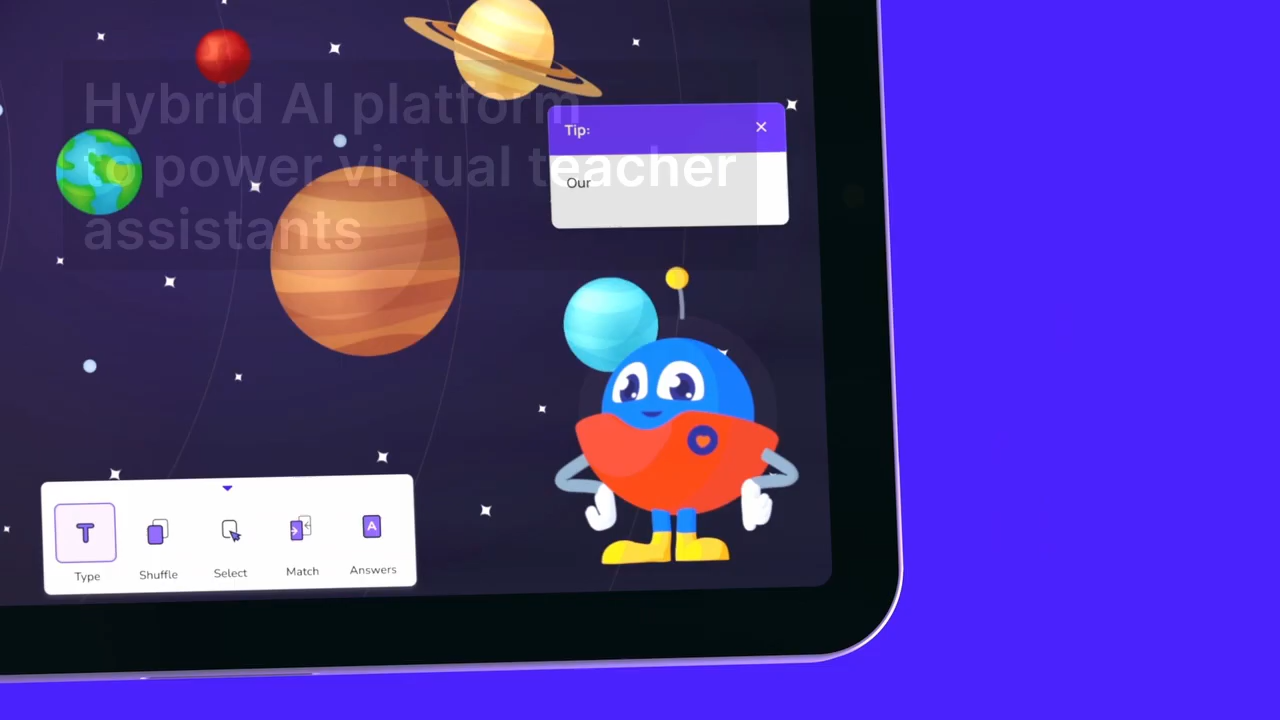 Hybrid AI platform
to power virtual teacher
assistants
Tip:
Our
T
A
Type
Shuffle
Select
Match
Answers